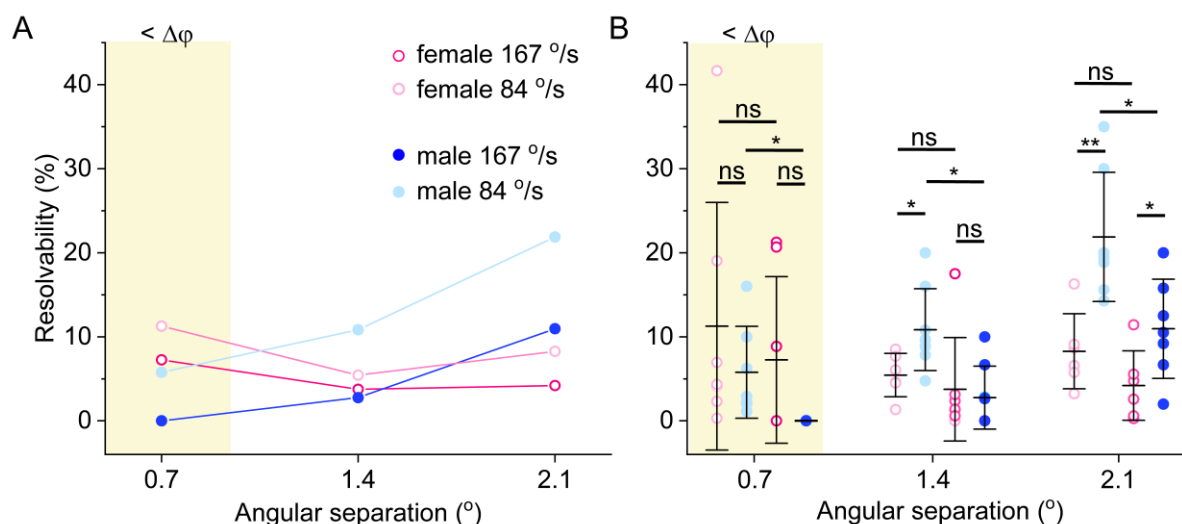 A
< Δφ
female 167 °/s
female 84 °/s
male 167 °/s
male 84 °/s
Resolvability (%)
40
30
20
10
0
0.7
1.4
2.1
Angular separation (°)
B
< Δφ
ns
*
ns
ns
ns
*
*
ns
ns
*
**
*
40
30
20
10
0
0.7
1.4
2.1
Angular separation (°)